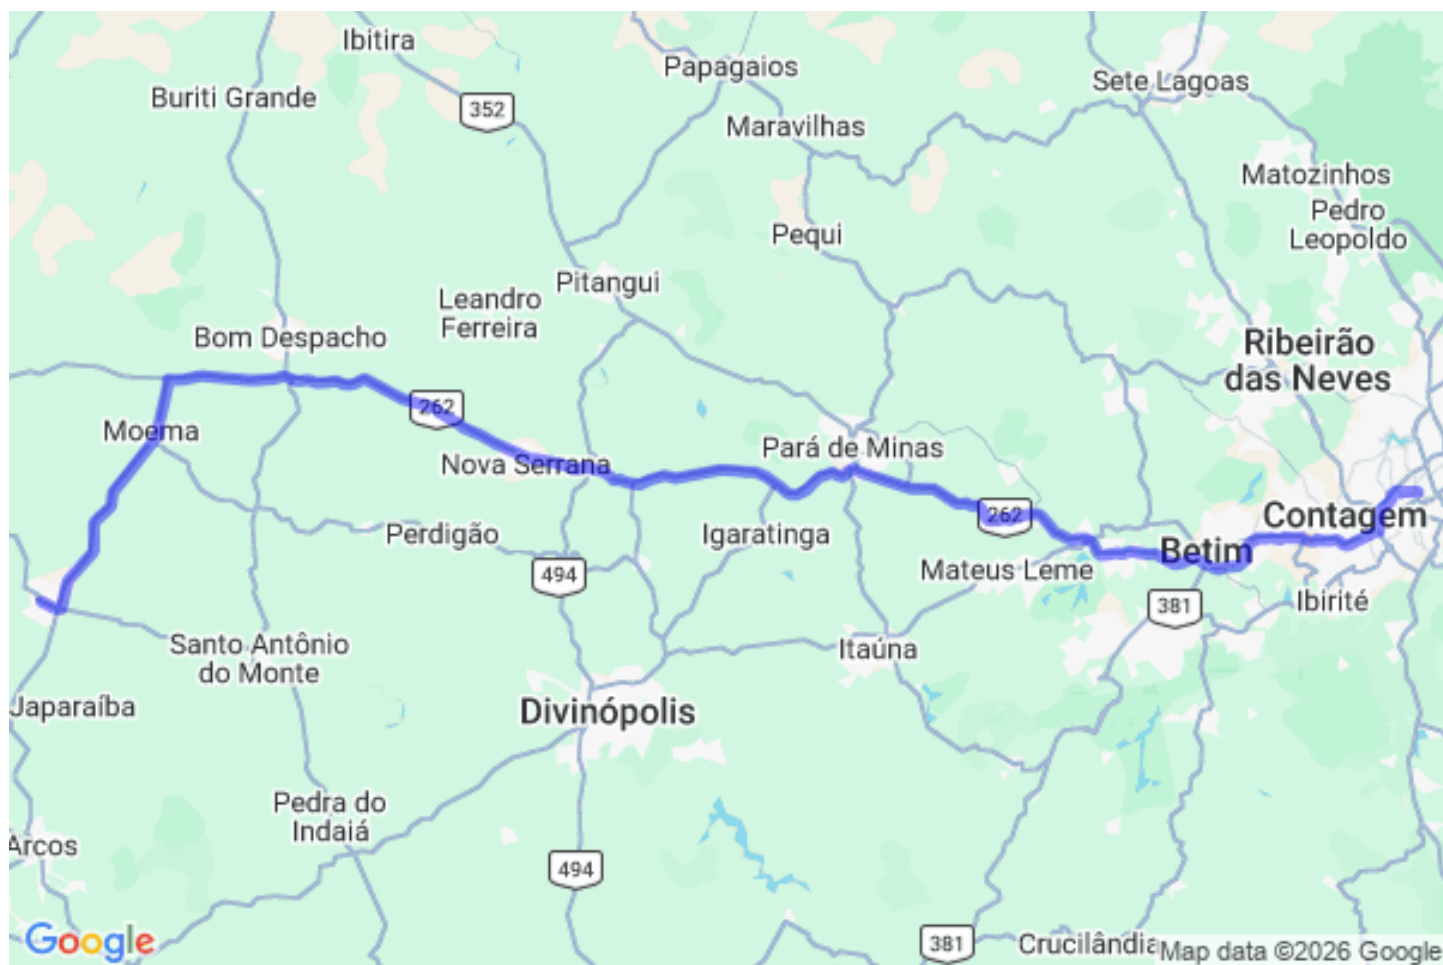 Ibitira
Papagaios
Sete Lagoas
Buriti Grande
352
Maravilhas
Matozinhos
Pedro
Leopoldo
Pequi
Pitangui
Leandro
Ferreira
Bom Despacho
Ribeirão
das Neves
262
Moema
Pará de Minas
Nova Serrana
262
Contagem
Perdigão
Igaratinga
Betim
Mateus Leme
494
381
Ibirité
Santo Antônio
do Monte
Itaúna
Japaraíba
Divinópolis
Pedra do
Indaiá
Arcos
494
Google
381
Crucilândia
Map data ©2026 Google